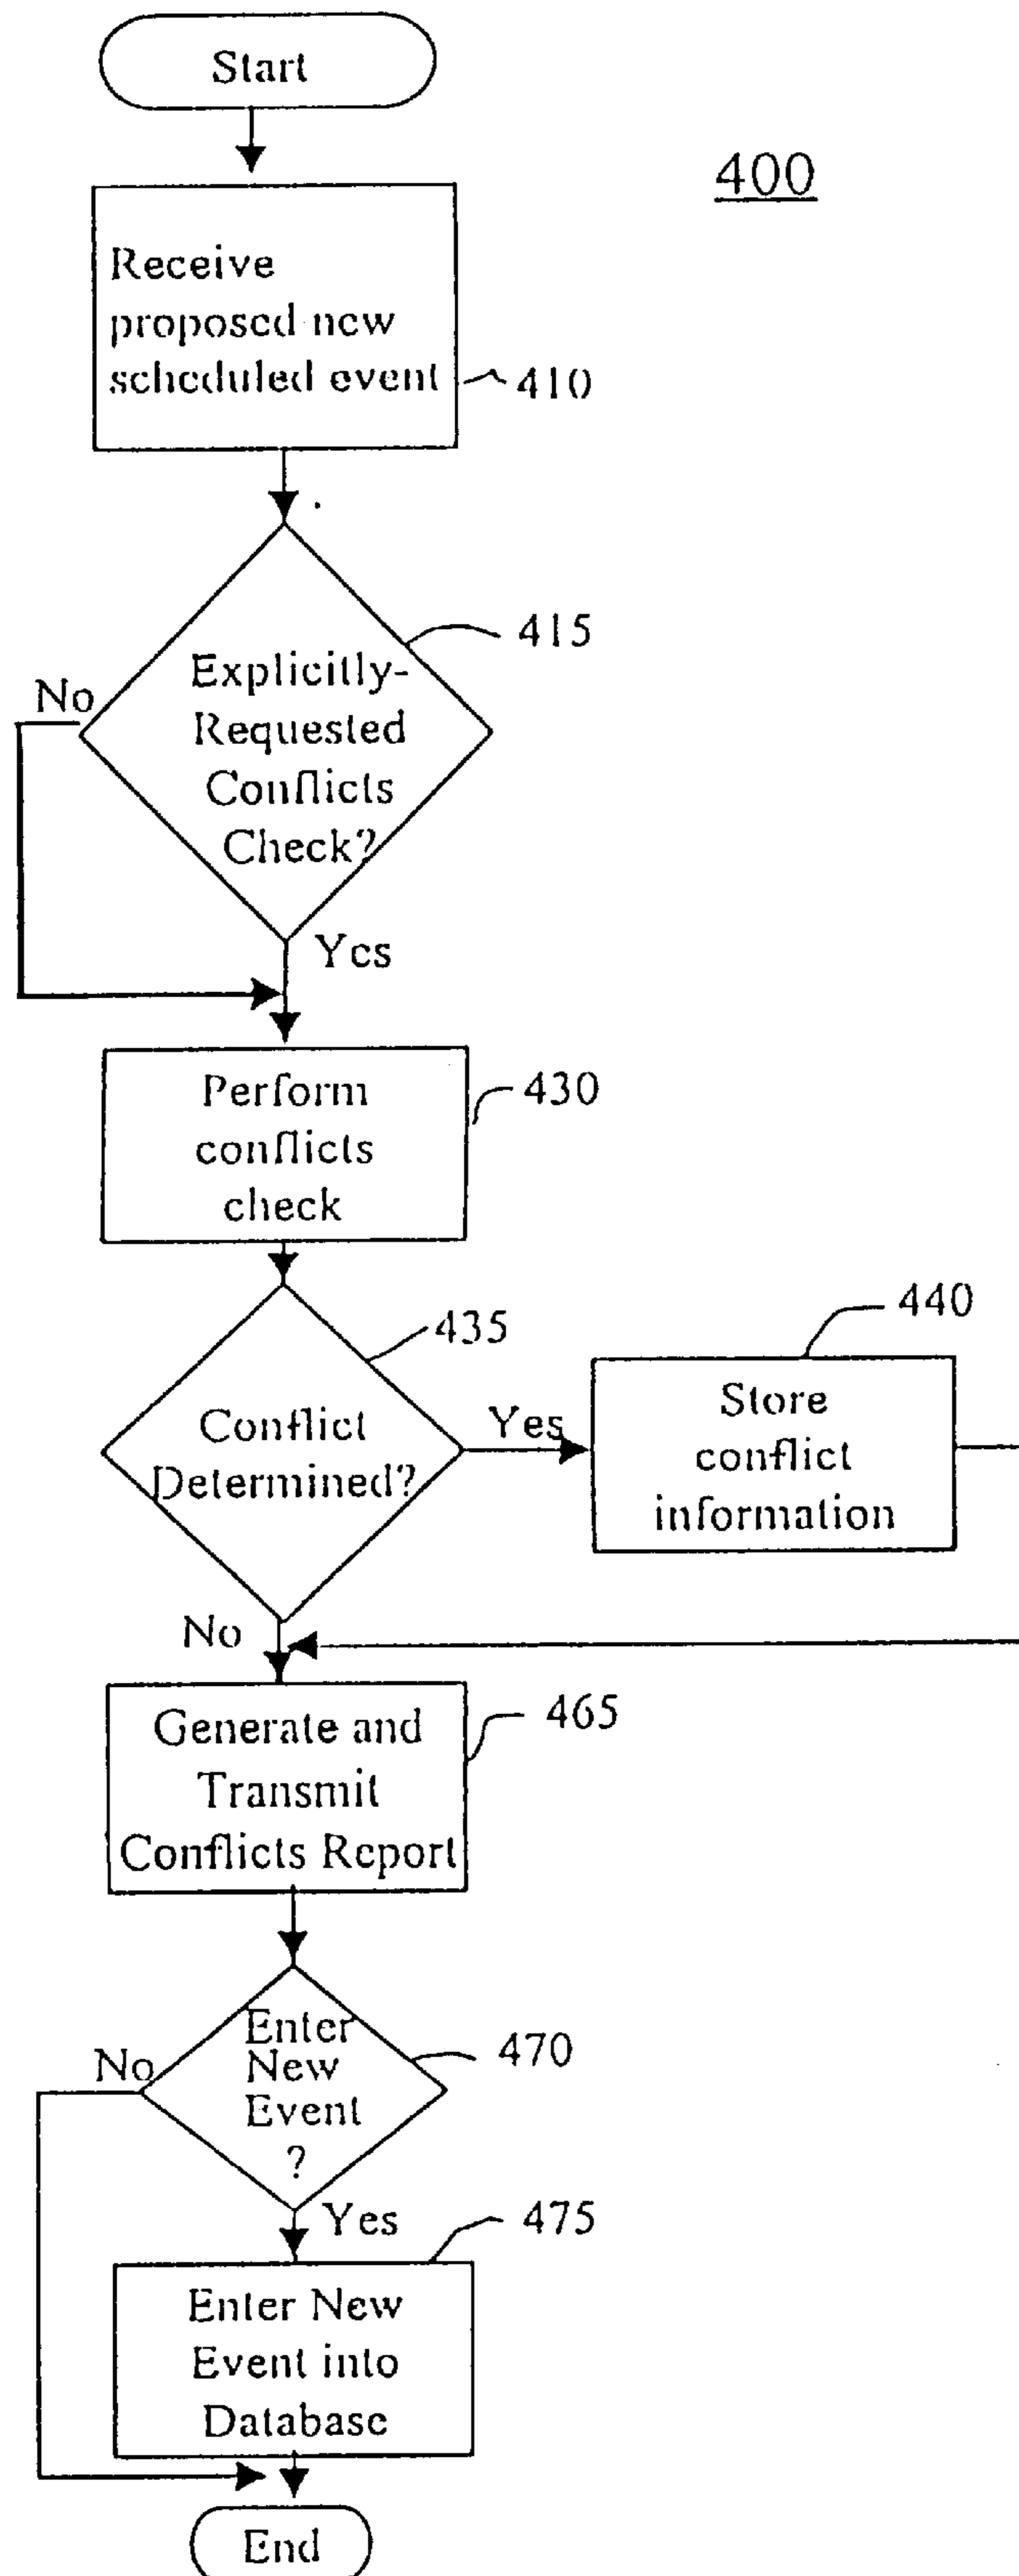 Start
400
Receive
proposed new
scheduled event
410
415
Explicitly-
Requested
Conflicts
Check?
No
Yes
Perform
conflicts
check
430
435
Conflict
Determined?
Yes
440
Store
conflict
information
No
Generate and
Transmit
Conflicts Report
465
Enter
New
Event
?
470
No
Yes
475
Enter New
Event into
Database
End